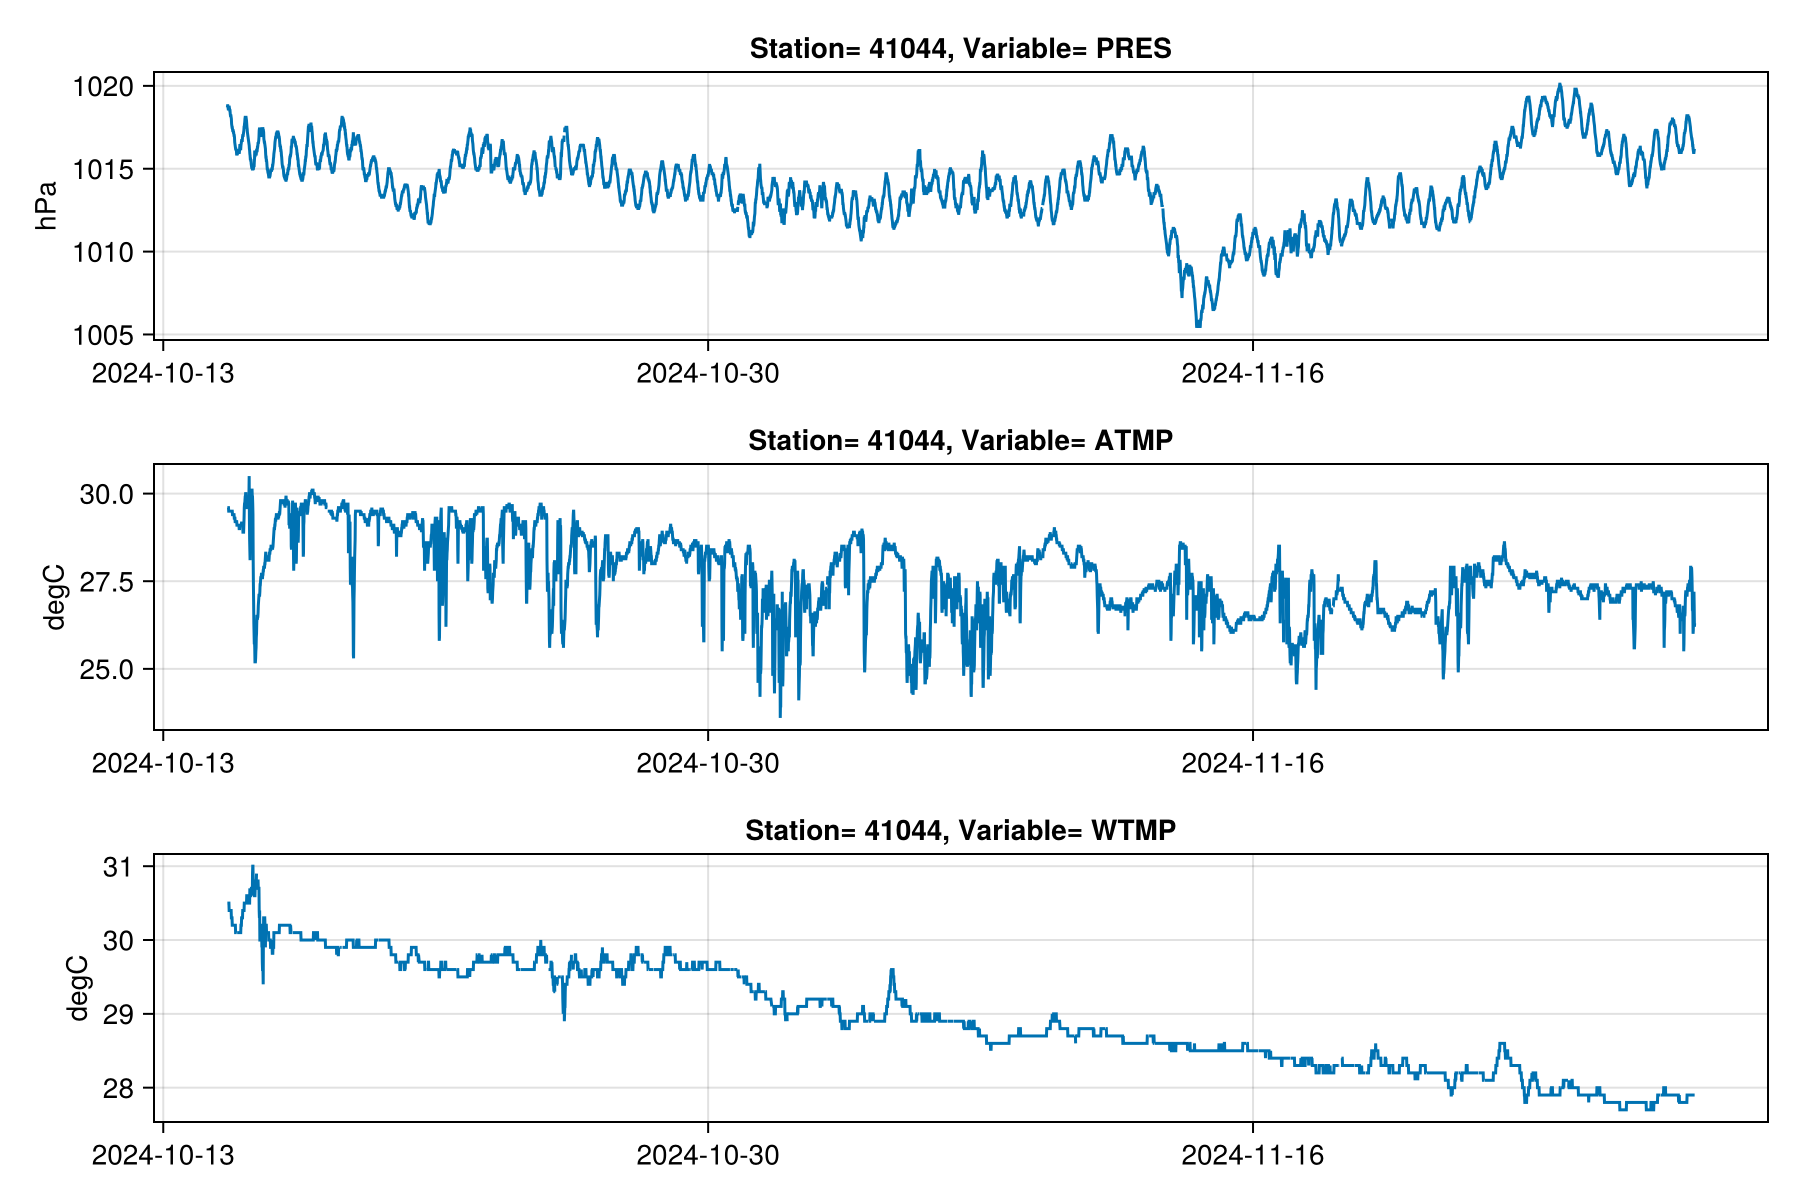 Station= 41044, Variable= PRES
hPa
1020
1015
1010
1005
2024-10-13 2024-10-30 2024-11-16
Station= 41044, Variable= ATMP
degC
30.0
27.5
25.0
2024-10-13 2024-10-30 2024-11-16
Station= 41044, Variable= WTMP
degC
31
30
29
28
2024-10-13 2024-10-30 2024-11-16